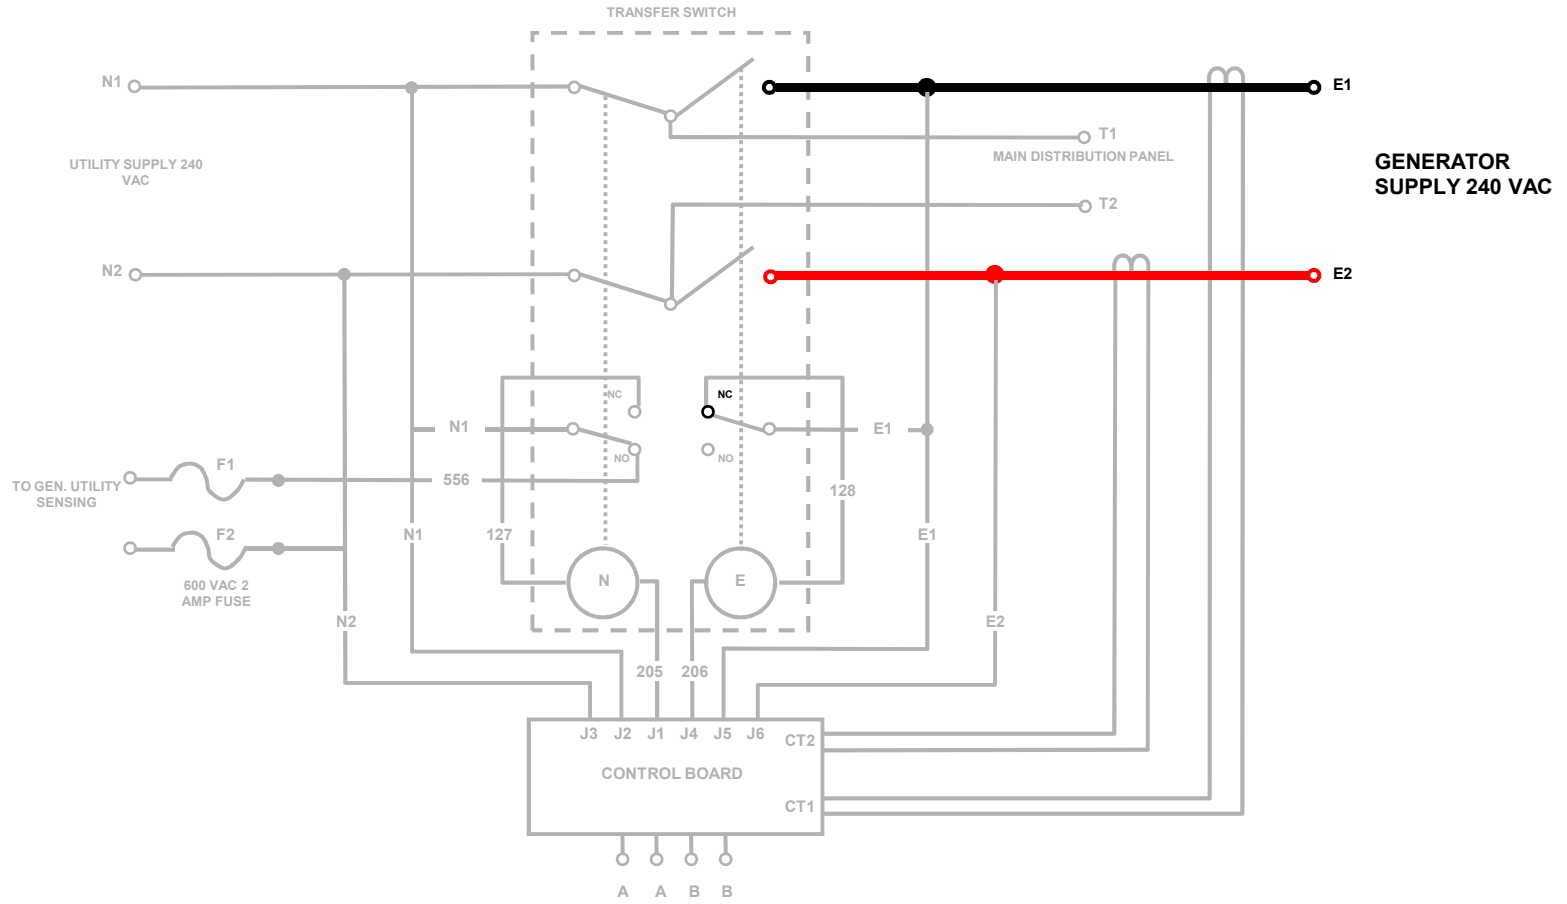 TRANSFER SWITCH
N1
E1
T1
MAIN DISTRIBUTION PANEL
UTILITY SUPPLY 240
VAC
GENERATOR
SUPPLY 240 VAC
T2
N2
E2
NC
NC
N1
E1
NO
NO
F1
556
128
TO GEN. UTILITY
SENSING
F2
N1
127
E1
600 VAC 2
AMP FUSE
N
E
N2
E2
205
206
J3
J2
J1
J4
J5
J6
CT2
CONTROL BOARD
CT1
A
A
B
B